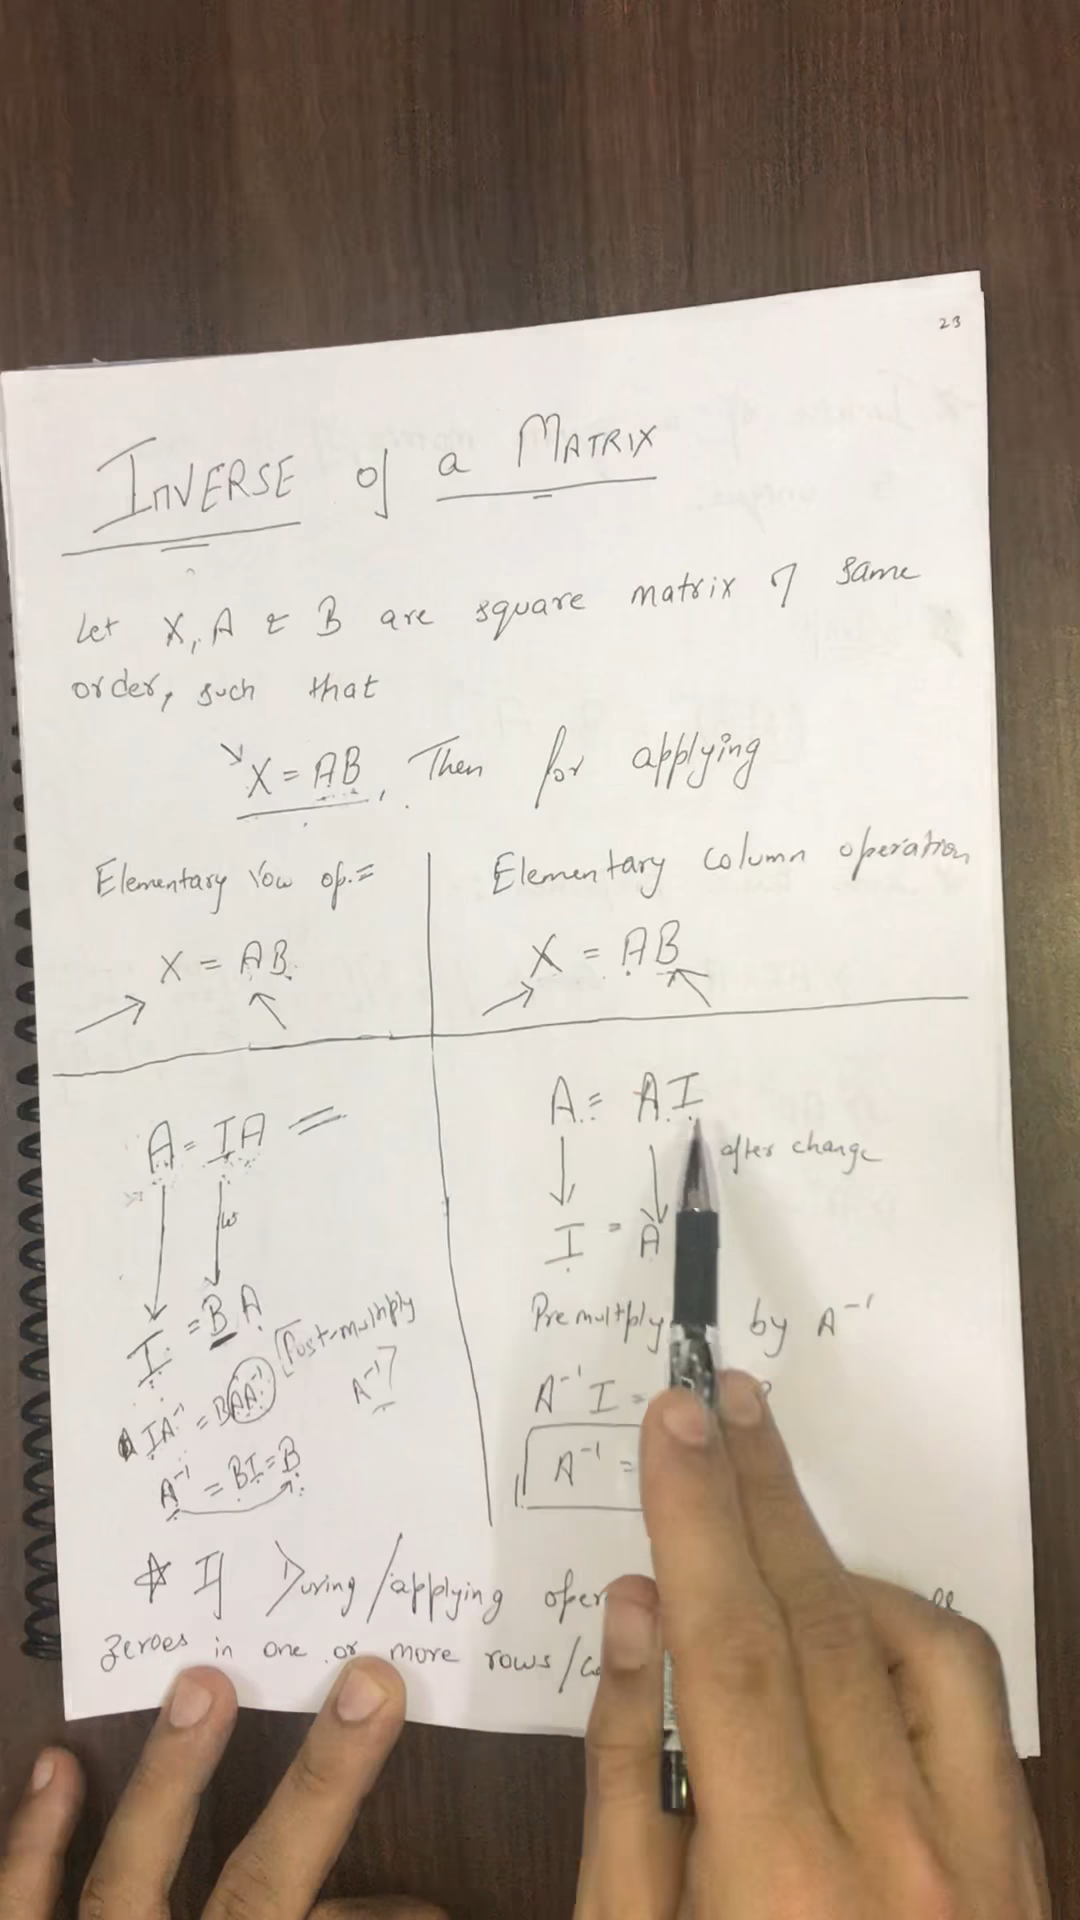 23
INVERSE of a MATRIX
Let X, A & B are square matrix of same
order, such that
X = AB, Then for applying
Elementary row op.=
X = AB
A = IA =
I = BA
Post-multiply
A⁻¹
IA⁻¹ = BAA⁻¹
A⁻¹ = BI = B
Elementary column operation
X = AB
A = AI
after change
I = A
Premultply by A⁻¹
A⁻¹ I =
A⁻¹ =
☆ If During/applying
zeroes in one or more rows/